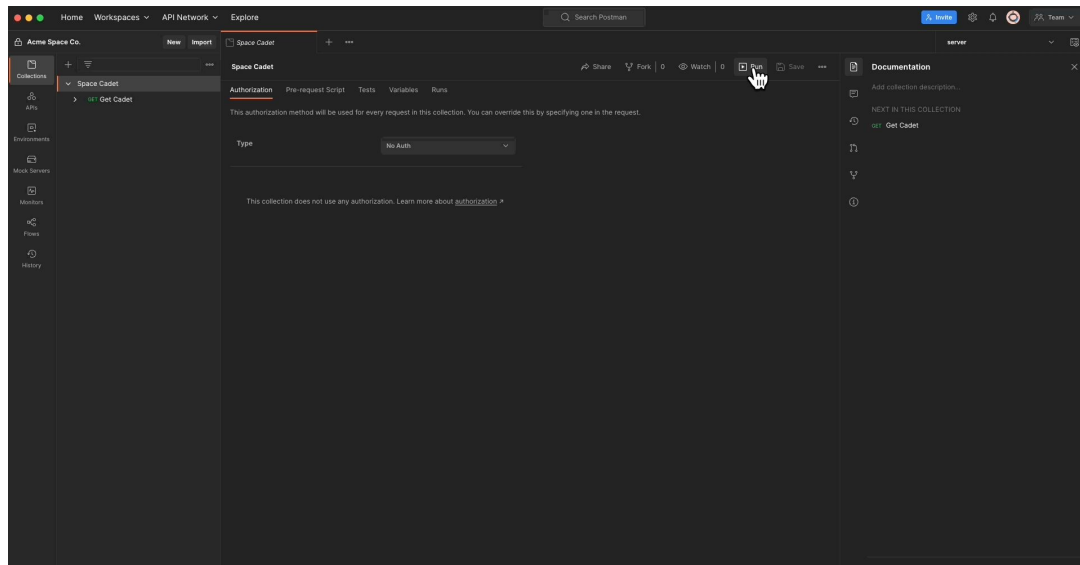 Home Workspaces API Network Explore Search Postman Invite Team
Acme Space Co. New Import Space Cadet server
Collections
APIs
Environments
Mock Servers
Monitors
Flows
History
Space Cadet
GET Get Cadet
Space Cadet Share Fork 0 Watch 0 Run Save
Authorization Pre-request Script Tests Variables Runs
This authorization method will be used for every request in this collection. You can override this by specifying one in the request.
Type No Auth
This collection does not use any authorization. Learn more about authorization ↗
Documentation
Add collection description...
NEXT IN THIS COLLECTION
GET Get Cadet